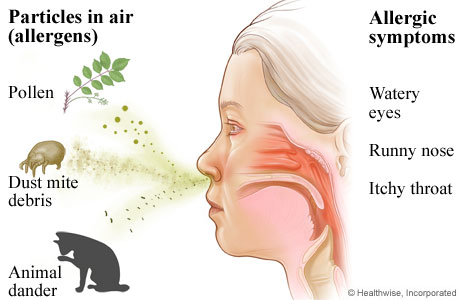 Particles in air
(allergens)
Pollen
Dust mite
debris
Animal
dander
Allergic
symptoms
Watery
eyes
Runny nose
Itchy throat
© Healthwise, Incorporated